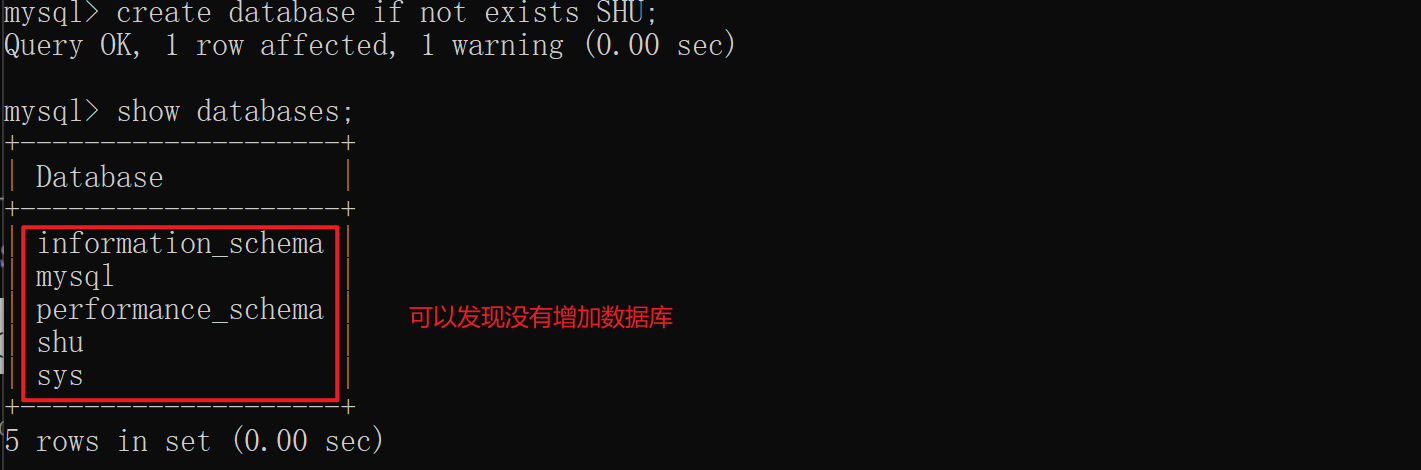 mysql> create database if not exists SHU;
Query OK, 1 row affected, 1 warning (0.00 sec)
mysql> show databases;
+--------------------+
| Database           |
+--------------------+
| information_schema |
| mysql              |
| performance_schema |
| shu                |
| sys                |
+--------------------+
可以发现没有增加数据库
5 rows in set (0.00 sec)